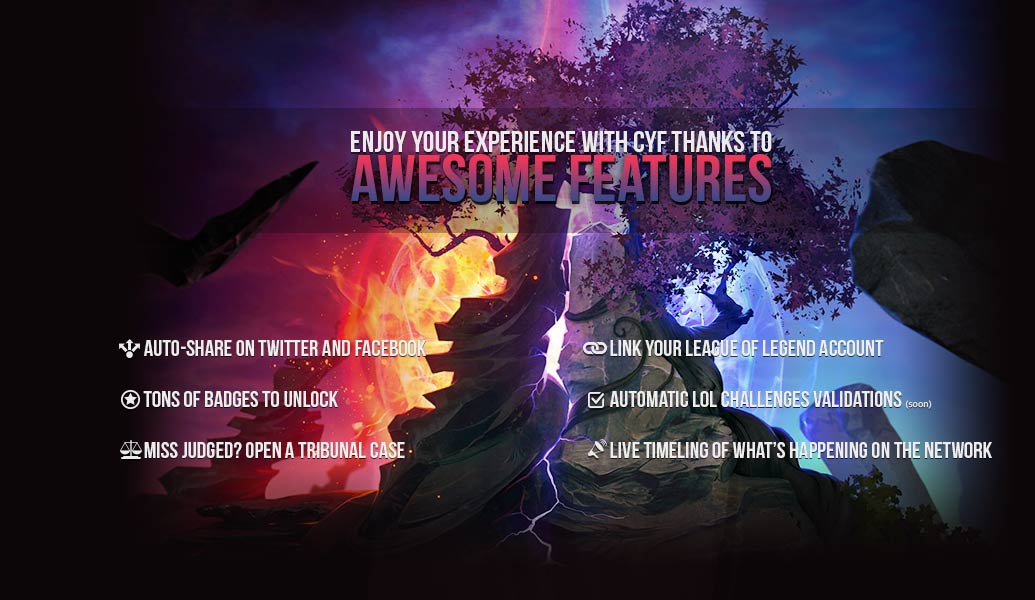 ENJOY YOUR EXPERIENCE WITH CYF THANKS TO
AWESOME FEATURES
AUTO-SHARE ON TWITTER AND FACEBOOK
TONS OF BADGES TO UNLOCK
MISS JUDGED? OPEN A TRIBUNAL CASE
LINK YOUR LEAGUE OF LEGEND ACCOUNT
AUTOMATIC LOL CHALLENGES VALIDATIONS (soon)
LIVE TIMELING OF WHAT'S HAPPENING ON THE NETWORK